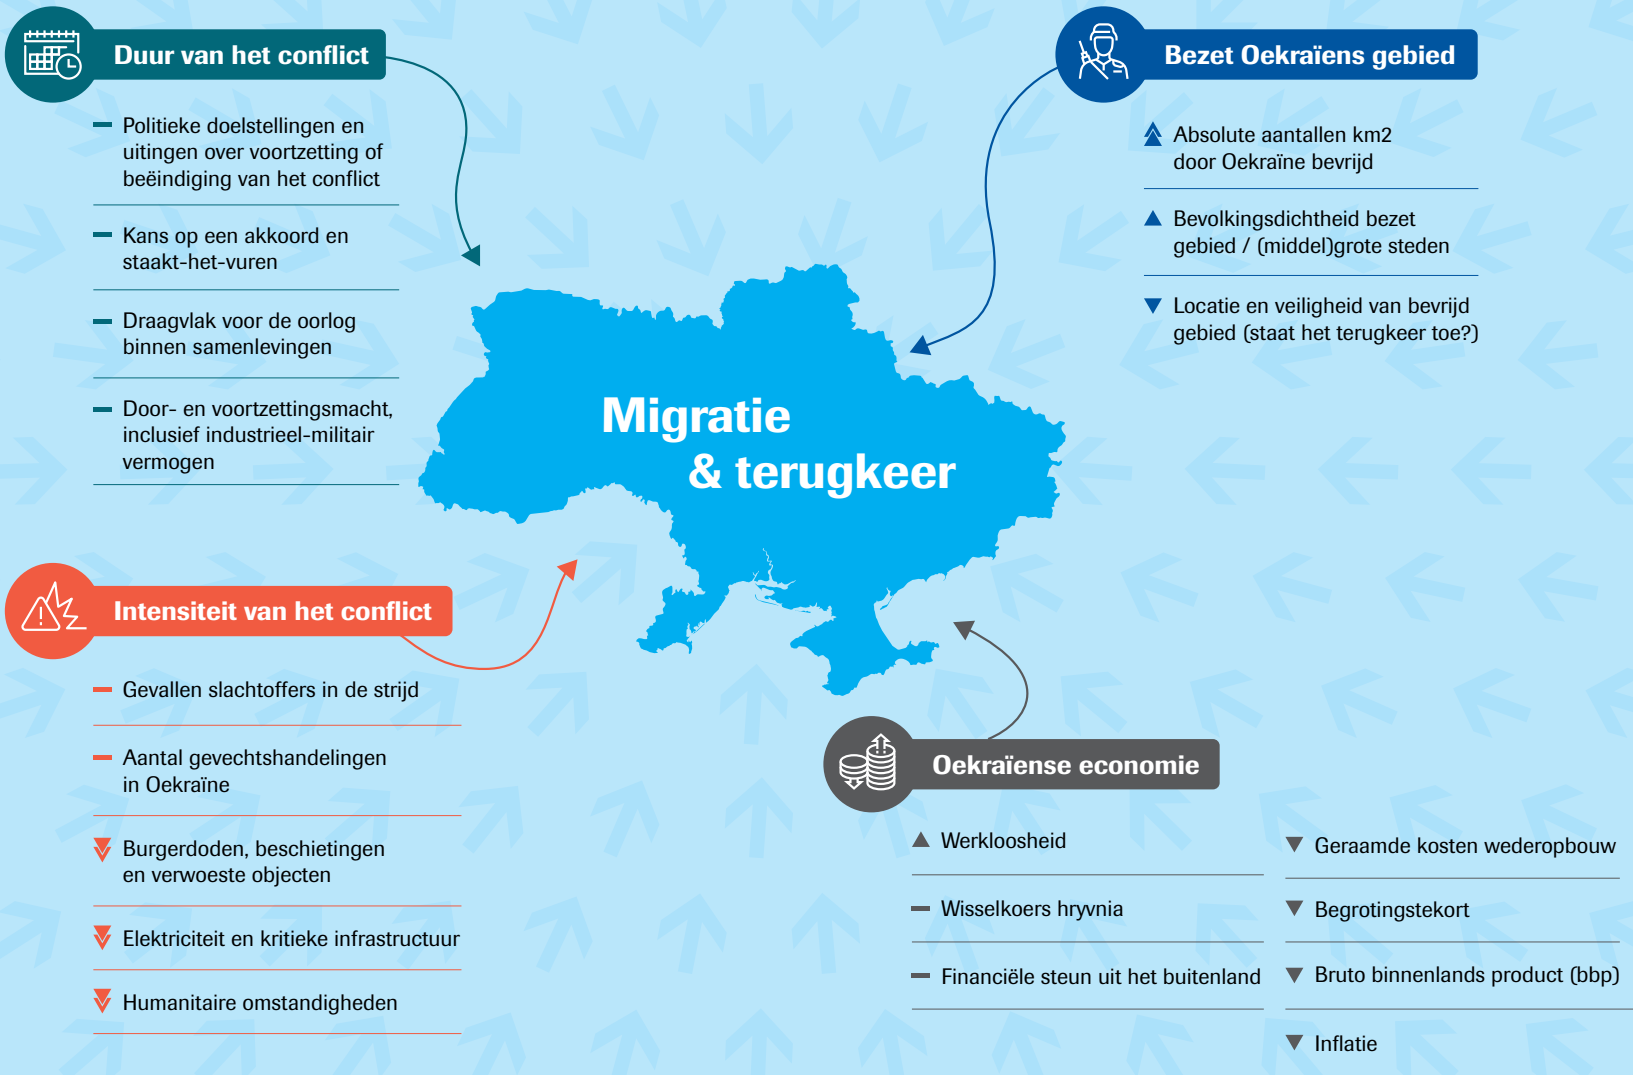 Duur van het conflict
Politieke doelstellingen en
uitingen over voortzetting of
beëindiging van het conflict
Kans op een akkoord en
staakt-het-vuren
Draagvlak voor de oorlog
binnen samenlevingen
Door- en voortzettingsmacht,
inclusief industrieel-militair
vermogen
Bezet Oekraïens gebied
Absolute aantallen km2
door Oekraïne bevrijd
Bevolkingsdichtheid bezet
gebied / (middel)grote steden
Locatie en veiligheid van bevrijd
gebied (staat het terugkeer toe?)
Migratie
& terugkeer
Intensiteit van het conflict
Gevallen slachtoffers in de strijd
Aantal gevechtshandelingen
in Oekraïne
Burgerdoden, beschietingen
en verwoeste objecten
Elektriciteit en kritieke infrastructuur
Humanitaire omstandigheden
Oekraïense economie
Werkloosheid
Wisselkoers hryvnia
Financiële steun uit het buitenland
Geraamde kosten wederopbouw
Begrotingstekort
Bruto binnenlands product (bbp)
Inflatie